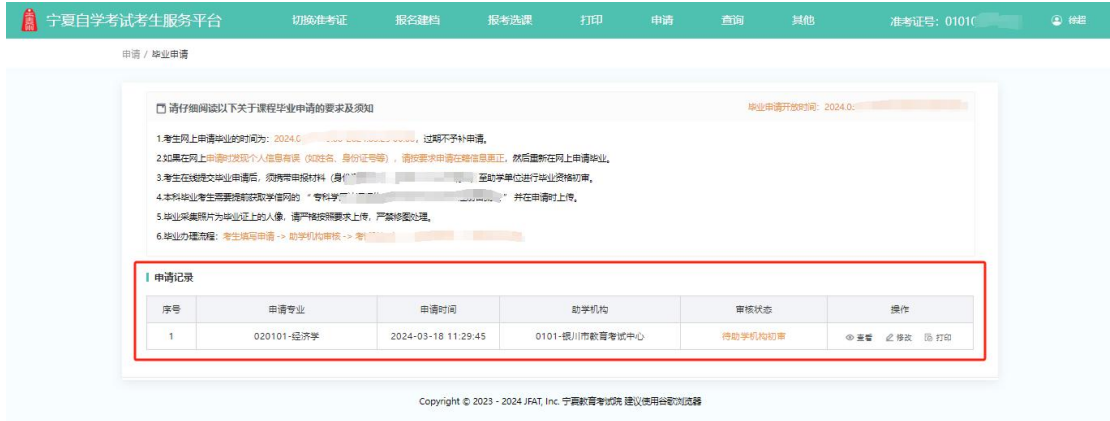 宁夏自学考试考生服务平台 切换准考证 报名建档 报考选课 打印 申请 查询 其他 准考证号：01010
申请 / 毕业申请
请仔细阅读以下关于课程毕业申请的要求及须知 毕业申请开放时间：2024.0
1.考生网上申请毕业的时间为：2024.0 ，过期不予补申请。
2.如果在网上申请时发现个人信息有误（如姓名、身份证号等），请按要求申请在籍信息更正，然后重新在网上申请毕业。
3.考生在线提交毕业申请后，须携带申报材料（身 至助学单位进行毕业资格初审。
4.本科毕业考生需要提前获取学信网的 “ 专科学 ” 并在申请时上传。
5.毕业采集照片为毕业证上的人像，请严格按照要求上传，严禁修图处理。
6.毕业办理流程：考生填写申请 -> 助学机构审核 -> 考
申请记录
序号 申请专业 申请时间 助学机构 审核状态 操作
1 020101-经济学 2024-03-18 11:29:45 0101-银川市教育考试中心 待助学机构初审 查看 修改 打印
Copyright © 2023 - 2024 JFAT, Inc. 宁夏教育考试院 建议使用谷歌浏览器